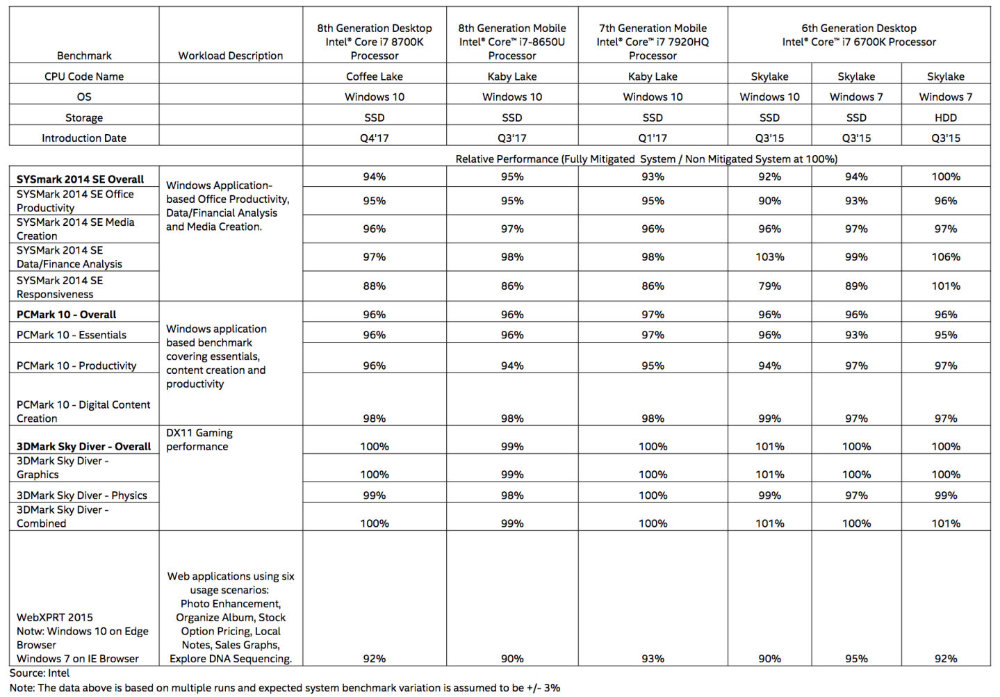 8th Generation Desktop 8th Generation Mobile 7th Generation Mobile 6th Generation Desktop
Intel® Core i7 8700K Intel® Core™ i7-8650U Intel® Core™ i7 7920HQ Intel® Core™ i7 6700K Processor
Benchmark Workload Description Processor Processor Processor
CPU Code Name Coffee Lake Kaby Lake Kaby Lake Skylake Skylake Skylake
OS Windows 10 Windows 10 Windows 10 Windows 10 Windows 7 Windows 7
Storage SSD SSD SSD SSD SSD HDD
Introduction Date Q4'17 Q3'17 Q1'17 Q3'15 Q3'15 Q3'15
Relative Performance (Fully Mitigated System / Non Mitigated System at 100%)
SYSmark 2014 SE Overall 94% 95% 93% 92% 94% 100%
Windows Application-
based Office Productivity,
Data/Financial Analysis
and Media Creation.
SYSMark 2014 SE Office
Productivity 95% 95% 95% 90% 93% 96%
SYSMark 2014 SE Media
Creation 96% 97% 96% 96% 97% 97%
SYSMark 2014 SE
Data/Finance Analysis 97% 98% 98% 103% 99% 106%
SYSMark 2014 SE
Responsiveness 88% 86% 86% 79% 89% 101%
PCMark 10 - Overall 96% 96% 97% 96% 96% 96%
Windows application
based benchmark
covering essentials,
content creation and
productivity
PCMark 10 - Essentials 96% 96% 97% 96% 93% 95%
PCMark 10 - Productivity 96% 94% 95% 94% 97% 97%
PCMark 10 - Digital Content
Creation 98% 98% 98% 99% 97% 97%
DX11 Gaming
performance
3DMark Sky Diver - Overall 100% 99% 100% 101% 100% 100%
3DMark Sky Diver -
Graphics 100% 99% 100% 101% 100% 100%
3DMark Sky Diver - Physics 99% 98% 100% 99% 97% 99%
3DMark Sky Diver -
Combined 100% 99% 100% 101% 100% 101%
WebXPRT 2015
Notw: Windows 10 on Edge
Browser
Windows 7 on IE Browser
Web applications using six
usage scenarios:
Photo Enhancement,
Organize Album, Stock
Option Pricing, Local
Notes, Sales Graphs,
Explore DNA Sequencing.
92% 90% 93% 90% 95% 92%
Source: Intel
Note: The data above is based on multiple runs and expected system benchmark variation is assumed to be +/- 3%